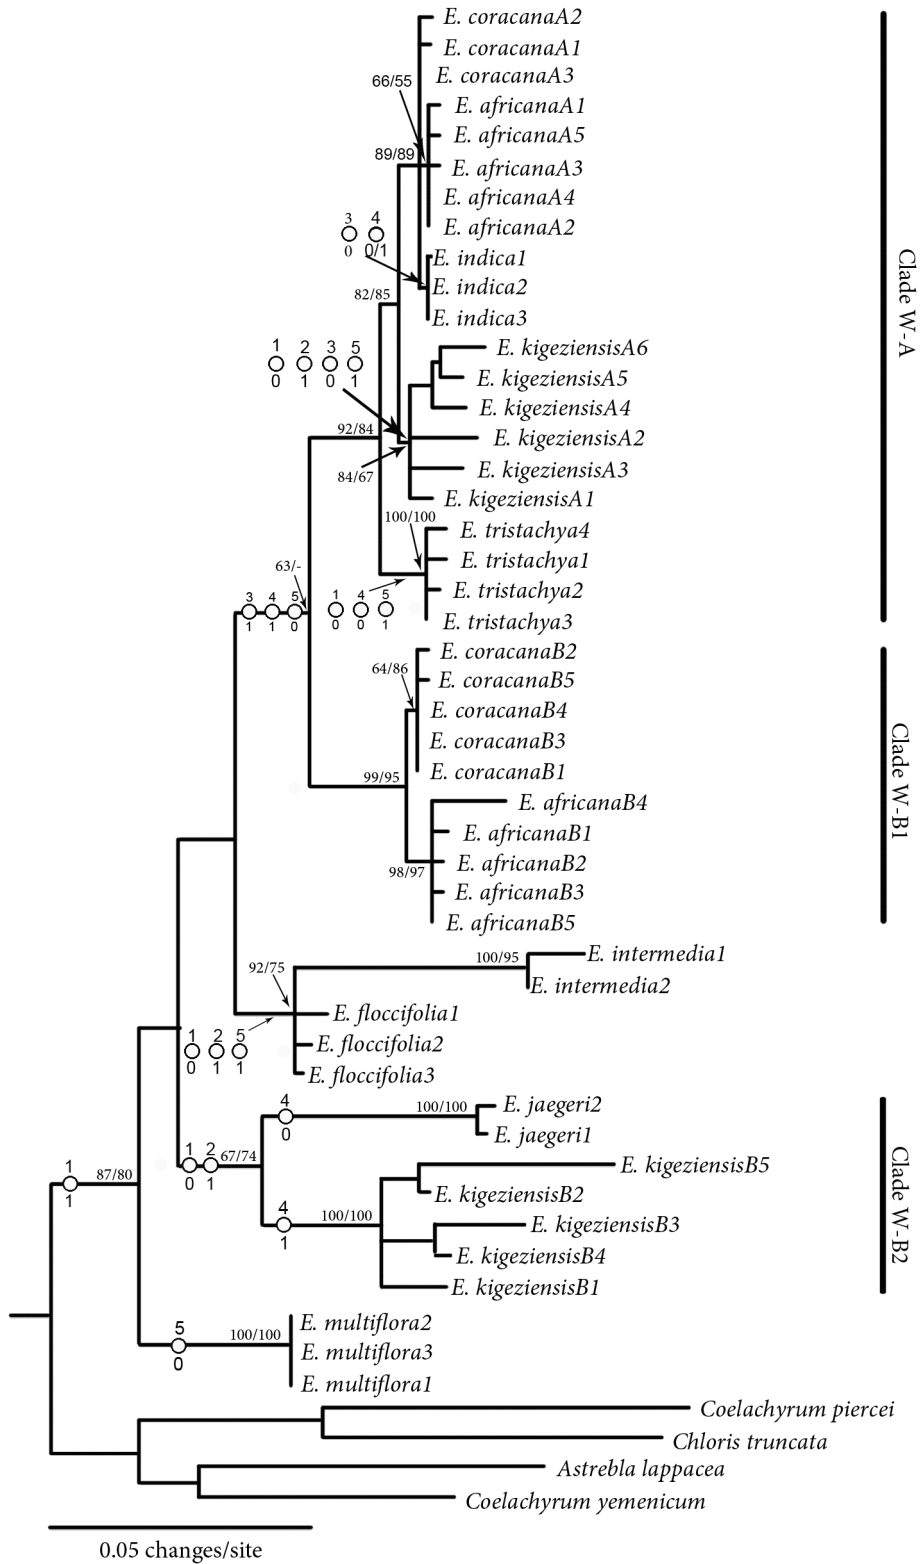 E. coracanaA2
E. coracanaA1
E. coracanaA3
66/55
E. africanaA1
E. africanaA5
89/89
E. africanaA3
E. africanaA4
E. africanaA2
3 4
0 0/1
E. indica1
E. indica2
82/85
E. indica3
Clade W-A
1 2 3 5
0 1 0 1
E. kigeziensisA6
E. kigeziensisA5
E. kigeziensisA4
92/84
E. kigeziensisA2
84/67
E. kigeziensisA3
E. kigeziensisA1
100/100
E. tristachya4
E. tristachya1
63/-
E. tristachya2
3 4 5
1 1 0
1 4 5
0 0 1
E. tristachya3
E. coracanaB2
64/86
E. coracanaB5
E. coracanaB4
E. coracanaB3
99/95
E. coracanaB1
Clade W-B1
E. africanaB4
E. africanaB1
E. africanaB2
98/97
E. africanaB3
E. africanaB5
100/95
E. intermedia1
92/75
E. intermedia2
E. floccifolia1
1 2 5
0 1 1
E. floccifolia2
E. floccifolia3
4
0
100/100
E. jaegeri2
E. jaegeri1
1 2
0 1
67/74
E. kigeziensisB5
1
1
87/80
E. kigeziensisB2
4
1
100/100
E. kigeziensisB3
E. kigeziensisB4
E. kigeziensisB1
Clade W-B2
E. multiflora2
5
0
100/100
E. multiflora3
E. multiflora1
Coelachyrum piercei
Chloris truncata
Astrebla lappacea
Coelachyrum yemenicum
0.05 changes/site